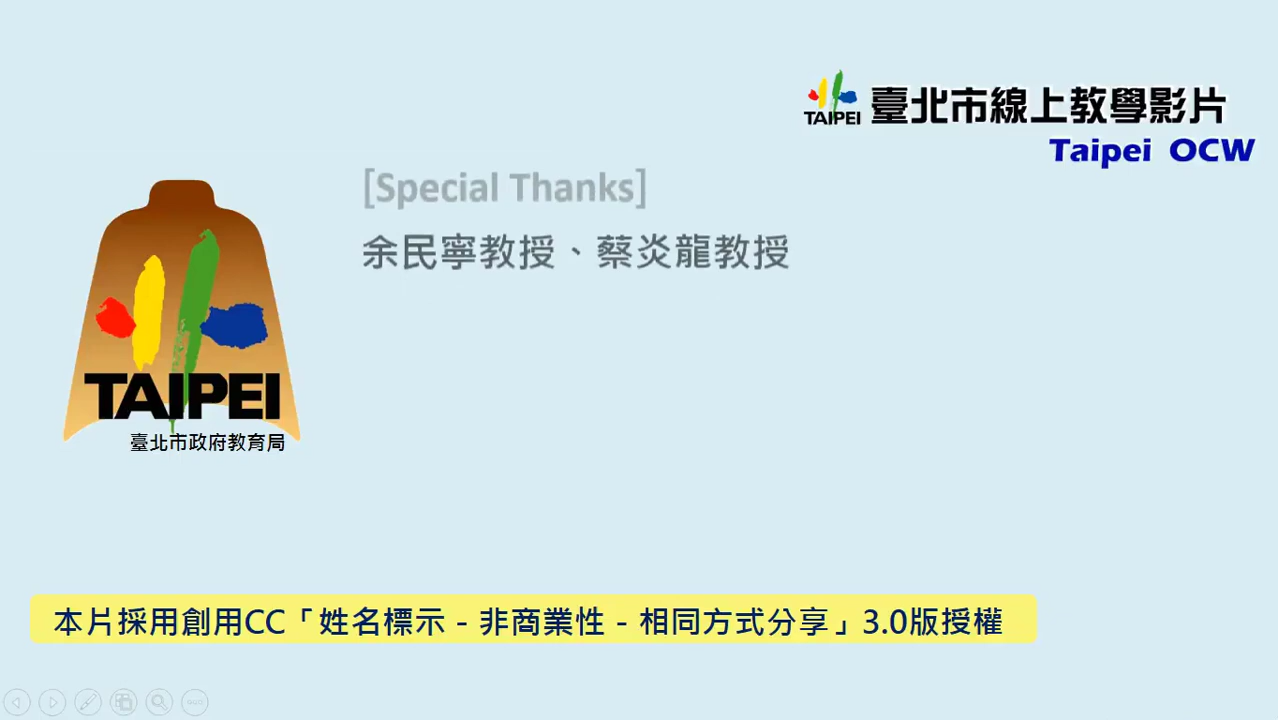 TAIPEI 臺北市線上教學影片
Taipei OCW
[Special Thanks]
余民寧教授、蔡炎龍教授
TAIPEI
臺北市政府教育局
本片採用創用CC「姓名標示－非商業性－相同方式分享」3.0版授權